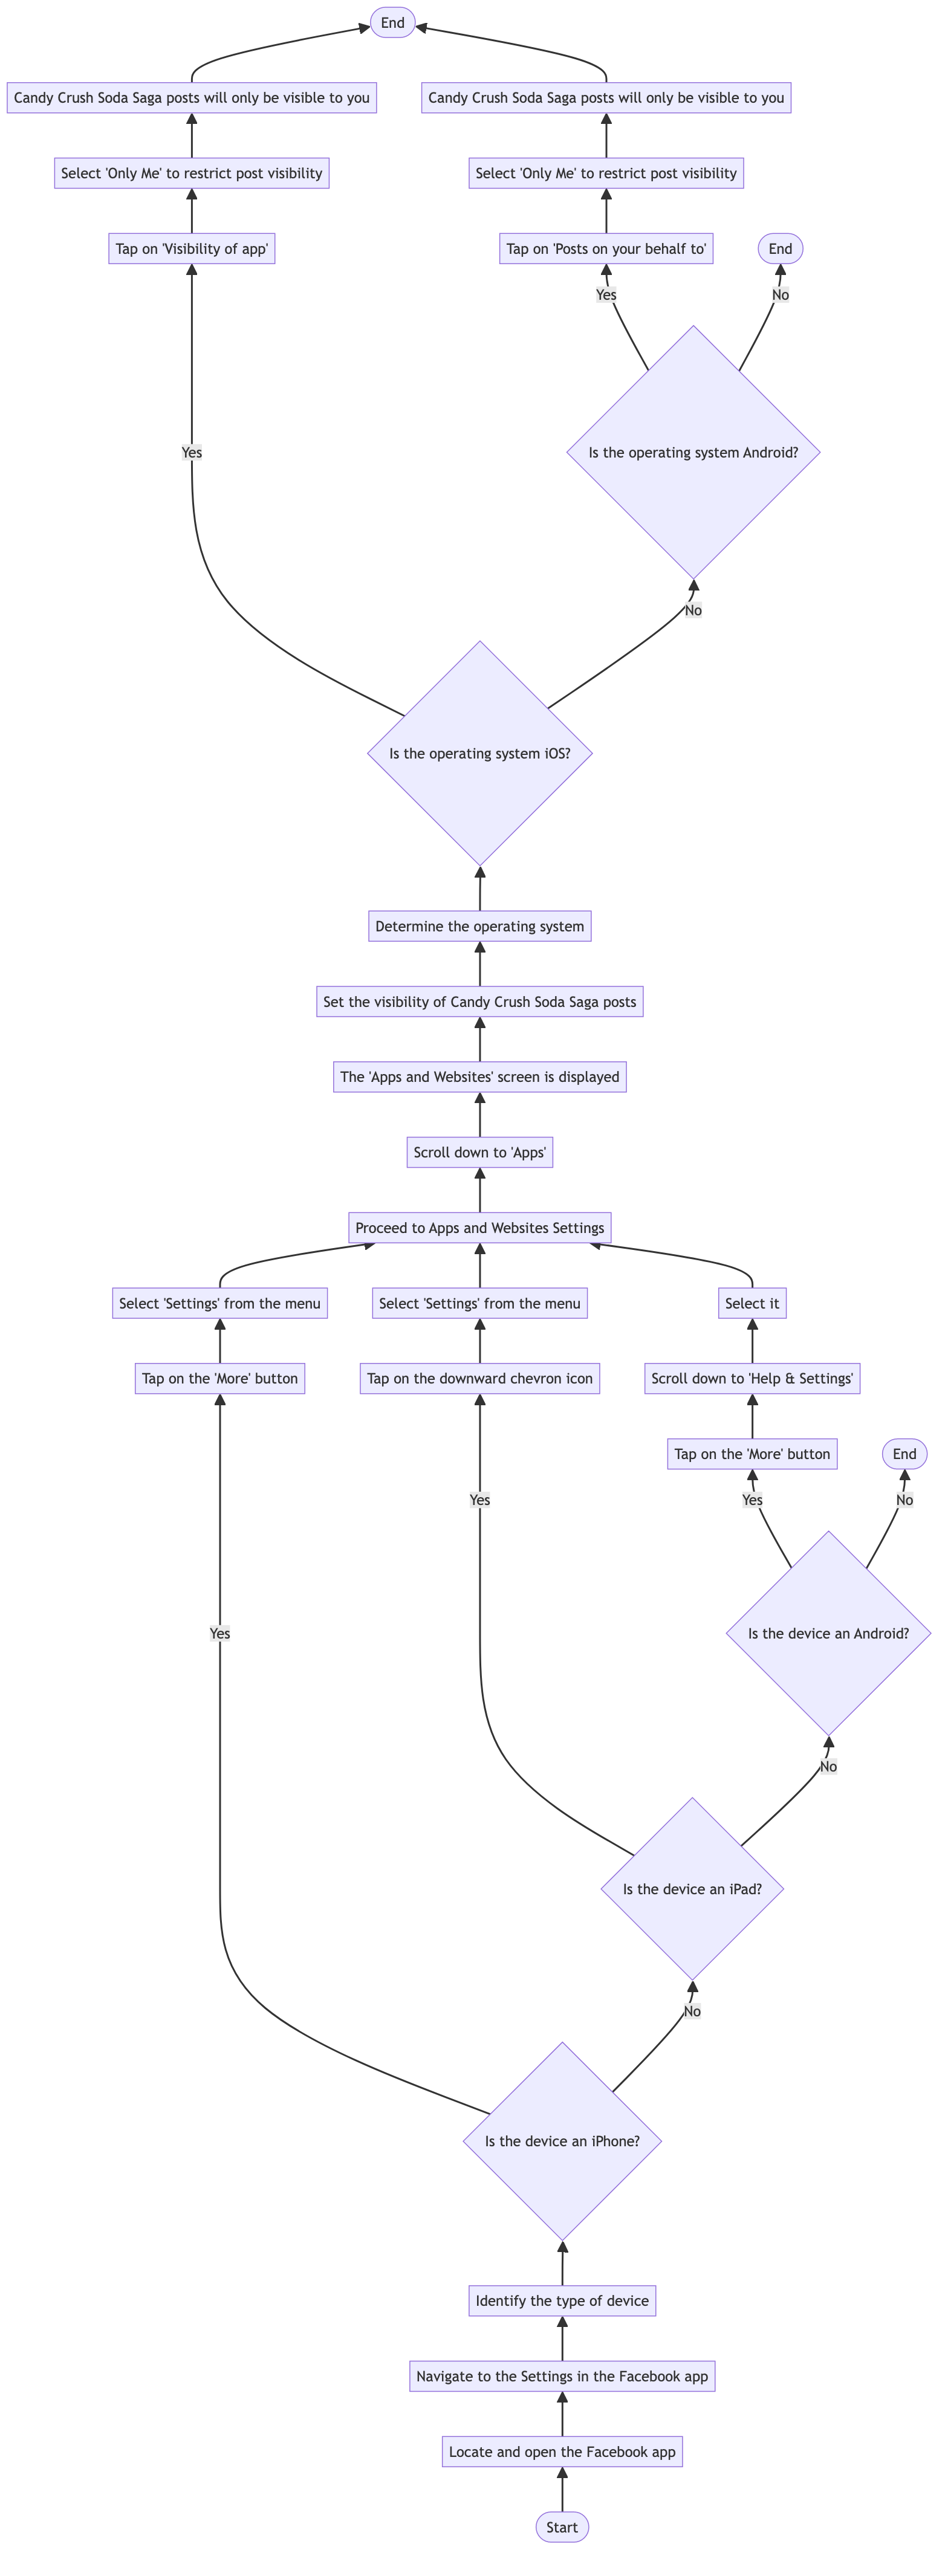 End
Candy Crush Soda Saga posts will only be visible to you
Candy Crush Soda Saga posts will only be visible to you
Select 'Only Me' to restrict post visibility
Select 'Only Me' to restrict post visibility
Tap on 'Visibility of app'
Tap on 'Posts on your behalf to'
End
Yes
No
Yes
Is the operating system Android?
No
Is the operating system iOS?
Determine the operating system
Set the visibility of Candy Crush Soda Saga posts
The 'Apps and Websites' screen is displayed
Scroll down to 'Apps'
Proceed to Apps and Websites Settings
Select 'Settings' from the menu
Select 'Settings' from the menu
Select it
Tap on the 'More' button
Tap on the downward chevron icon
Scroll down to 'Help & Settings'
Tap on the 'More' button
End
Yes
Yes
No
Yes
Is the device an Android?
No
Is the device an iPad?
No
Is the device an iPhone?
Identify the type of device
Navigate to the Settings in the Facebook app
Locate and open the Facebook app
Start